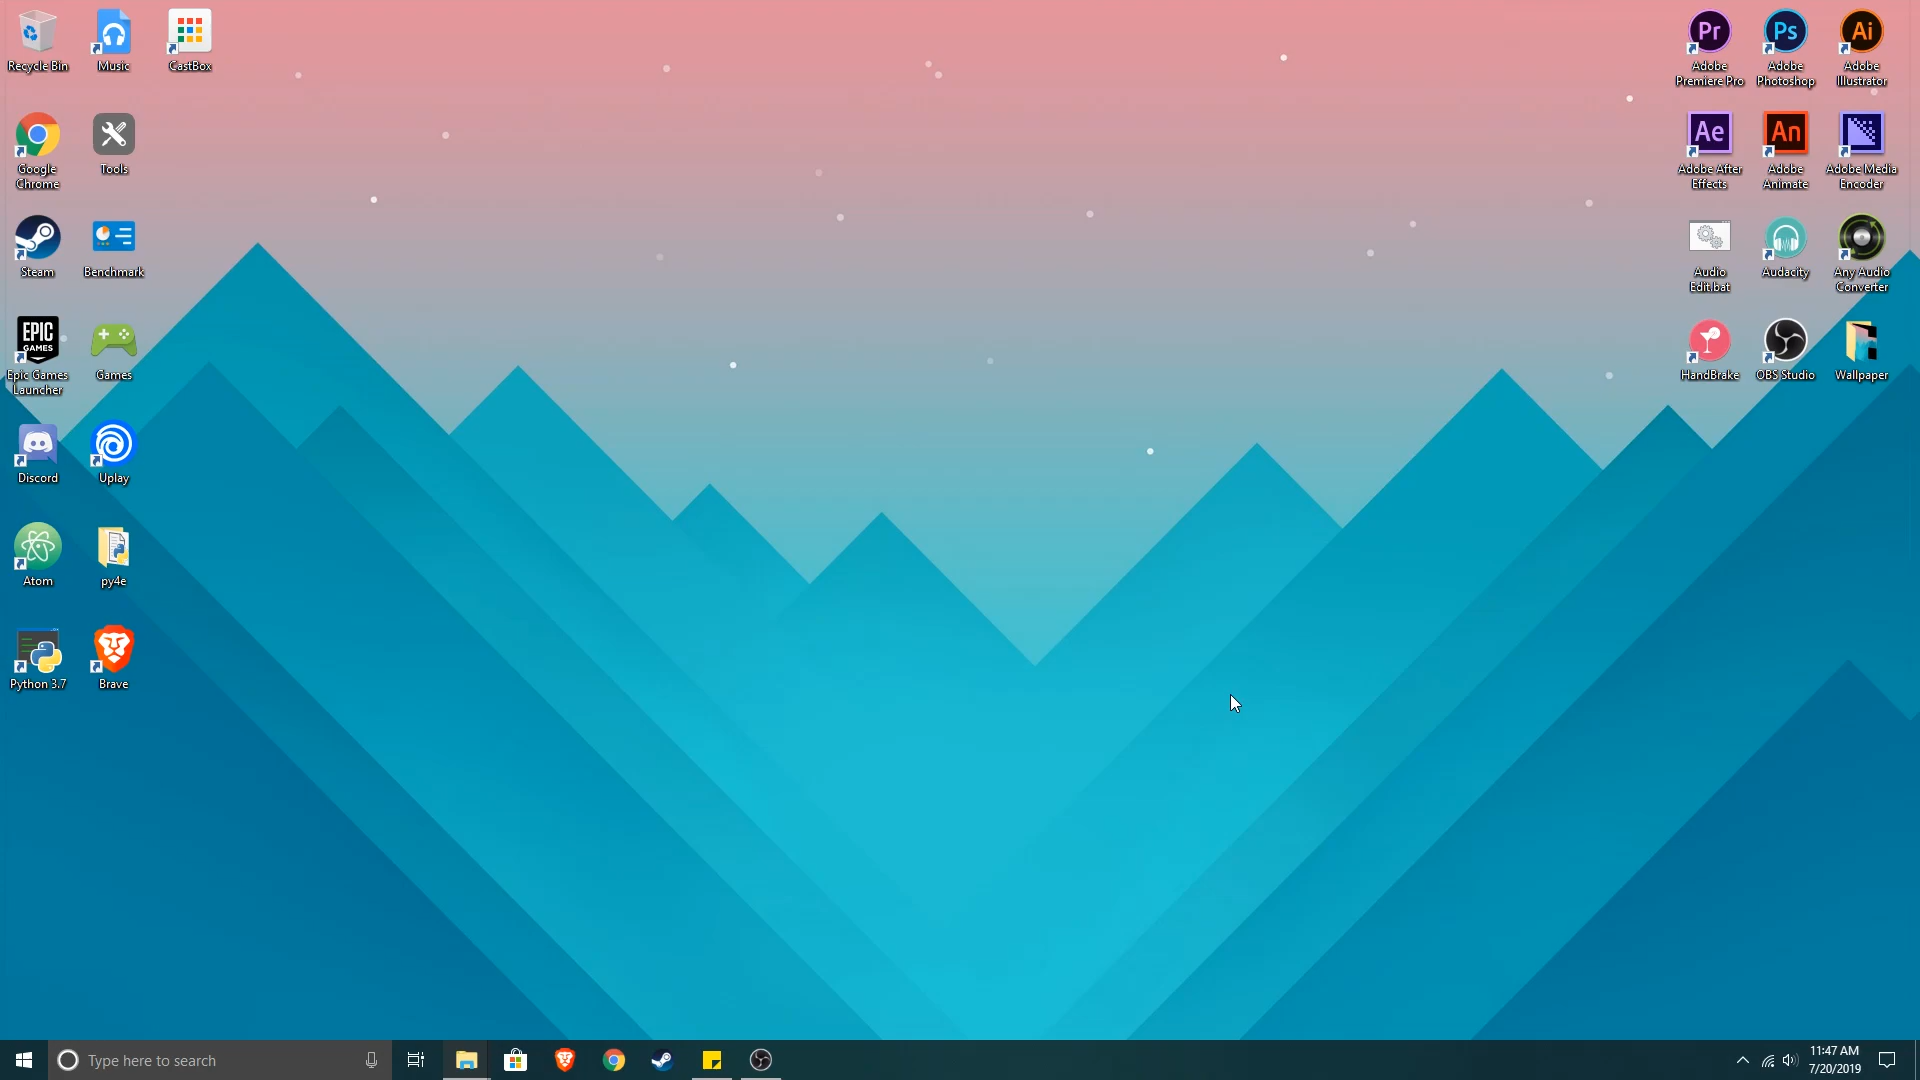 Recycle Bin
Music
CastBox
Google
Chrome
Tools
Steam
Benchmark
EPIC
GAMES
Epic Games
Launcher
Games
Discord
Uplay
Atom
py4e
Python 3.7
Brave
Pr
Adobe
Premiere Pro
Ps
Adobe
Photoshop
Ai
Adobe
Illustrator
Ae
Adobe After
Effects
An
Adobe
Animate
Adobe Media
Encoder
Audio
Edit!.bat
Audacity
Any Audio
Converter
HandBrake
OBS Studio
Wallpaper
Type here to search
11:47 AM
7/20/2019